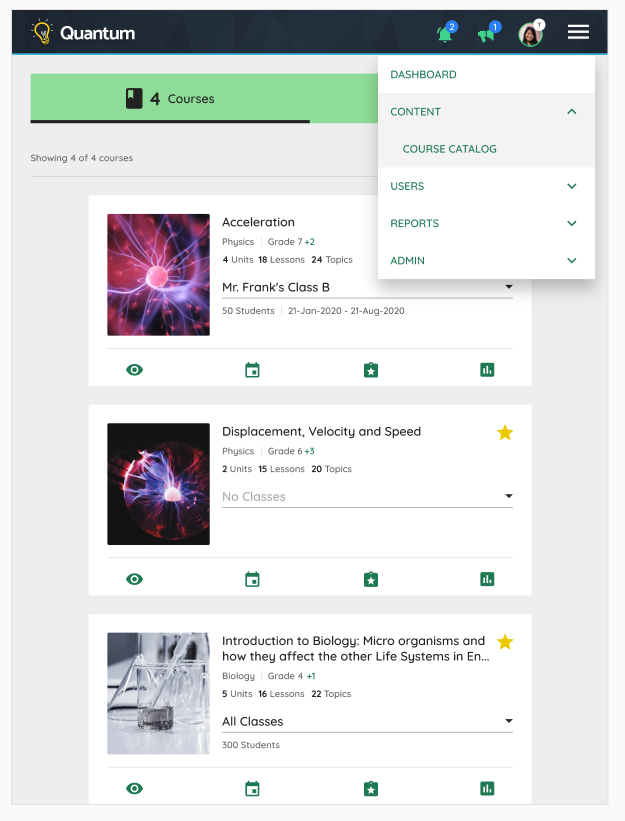 Quantum
2
1
T
DASHBOARD
CONTENT
COURSE CATALOG
USERS
REPORTS
ADMIN
4 Courses
Showing 4 of 4 courses
Acceleration
Physics | Grade 7 +2
4 Units 18 Lessons 24 Topics
Mr. Frank's Class B
50 Students | 21-Jan-2020 - 21-Aug-2020
Displacement, Velocity and Speed
Physics | Grade 6 +3
2 Units 15 Lessons 20 Topics
No Classes
Introduction to Biology: Micro organisms and
how they affect the other Life Systems in En...
Biology | Grade 4 +1
5 Units 16 Lessons 22 Topics
All Classes
300 Students